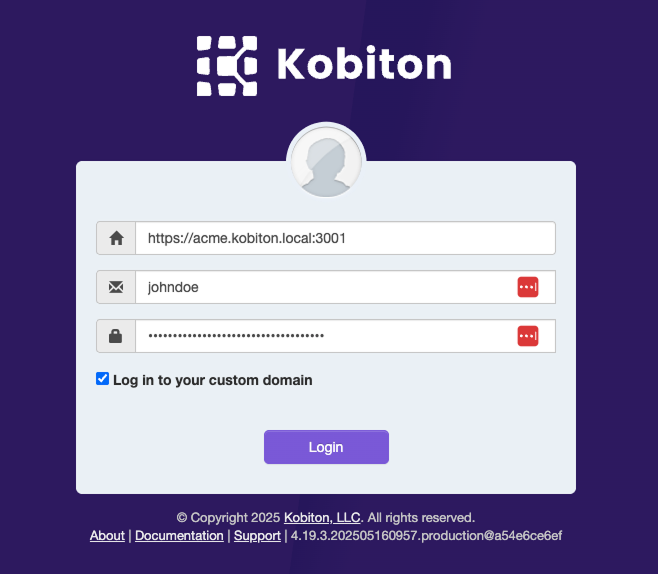 Kobiton
https://acme.kobiton.local:3001
johndoe
••••••••••••••••••••••••••••••••••••
Log in to your custom domain
Login
© Copyright 2025 Kobiton, LLC. All rights reserved.
About | Documentation | Support | 4.19.3.202505160957.production@a54e6ce6ef